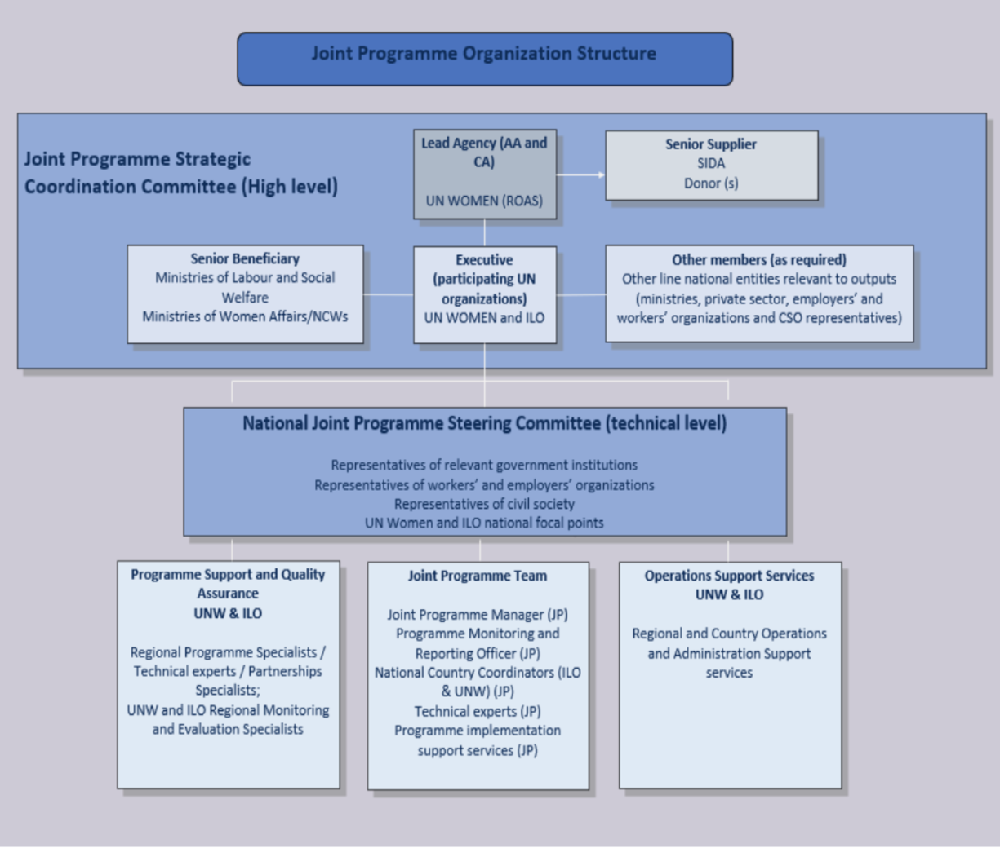 Joint Programme Organization Structure
Joint Programme Strategic
Coordination Committee (High level)
Lead Agency (AA and
CA)
UN WOMEN (ROAS)
Senior Supplier
SIDA
Donor (s)
Senior Beneficiary
Ministries of Labour and Social
Welfare
Ministries of Women Affairs/NCWs
Executive
(participating UN
organizations)
UN WOMEN and ILO
Other members (as required)
Other line national entities relevant to outputs
(ministries, private sector, employers’ and
workers’ organizations and CSO representatives)
National Joint Programme Steering Committee (technical level)
Representatives of relevant government institutions
Representatives of workers’ and employers’ organizations
Representatives of civil society
UN Women and ILO national focal points
Programme Support and Quality
Assurance
UNW & ILO
Regional Programme Specialists /
Technical experts / Partnerships
Specialists;
UNW and ILO Regional Monitoring
and Evaluation Specialists
Joint Programme Team
Joint Programme Manager (JP)
Programme Monitoring and
Reporting Officer (JP)
National Country Coordinators (ILO
& UNW) (JP)
Technical experts (JP)
Programme implementation
support services (JP)
Operations Support Services
UNW & ILO
Regional and Country Operations
and Administration Support
services